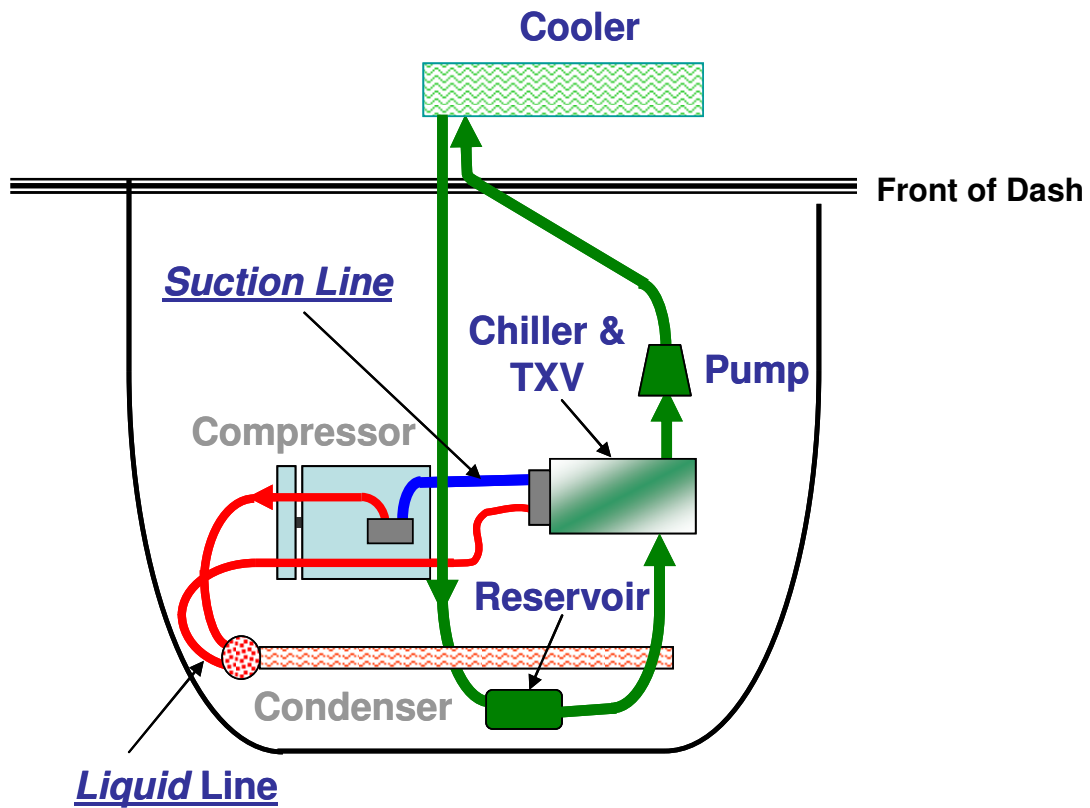 Cooler
Front of Dash
Suction Line
Chiller &
TXV
Pump
Compressor
Reservoir
Condenser
Liquid Line